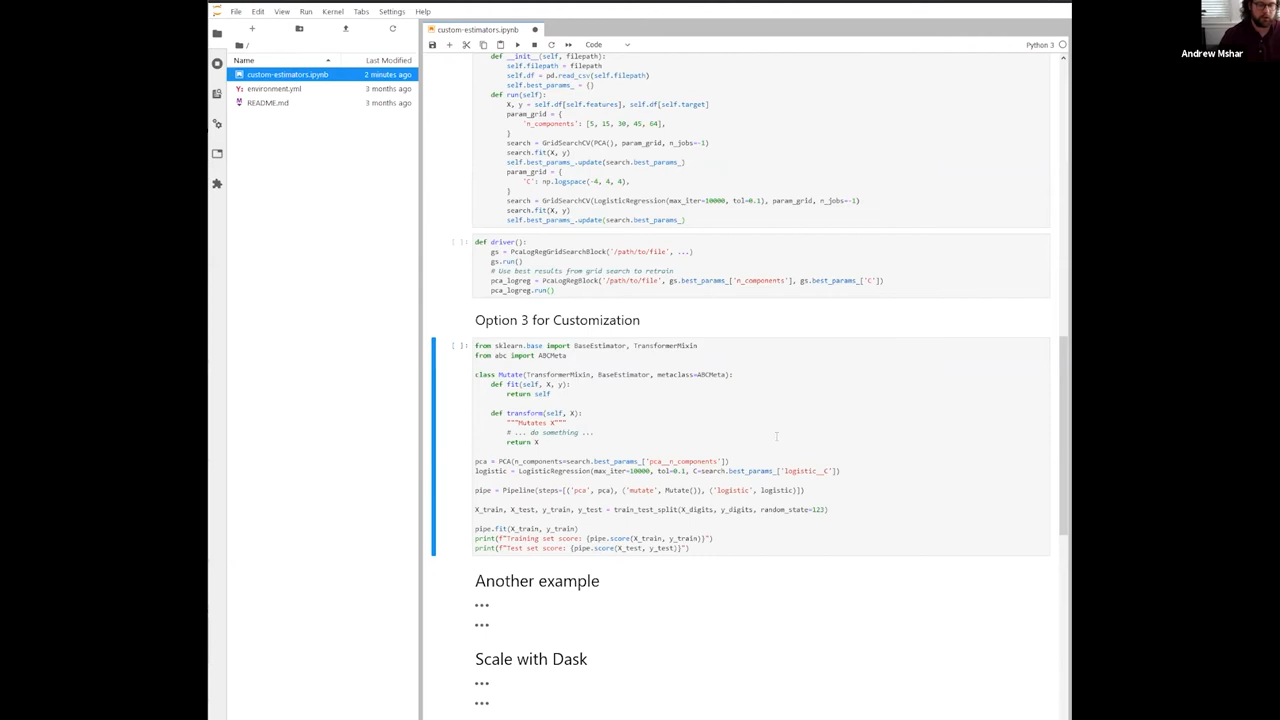 File Edit View Run Kernel Tabs Settings Help
/
Name Last Modified
custom-estimators.ipynb 2 minutes ago
environment.yml 3 months ago
README.md 3 months ago
custom-estimators.ipynb
Code Python 3
def __init__(self, filepath):
self.filepath = filepath
self.df = pd.read_csv(self.filepath)
self.best_params_ = {}
def run(self):
X, y = self.df[self.features], self.df[self.target]
param_grid = {
'n_components': [5, 15, 30, 45, 64],
}
search = GridSearchCV(PCA(), param_grid, n_jobs=-1)
search.fit(X, y)
self.best_params_.update(search.best_params_)
param_grid = {
'C': np.logspace(-4, 4, 4),
}
search = GridSearchCV(LogisticRegression(max_iter=10000, tol=0.1), param_grid, n_jobs=-1)
search.fit(X, y)
self.best_params_.update(search.best_params_)
[ ]: def driver():
gs = PcaLogRegGridSearchBlock('/path/to/file', ...)
gs.run()
# Use best results from grid search to retrain
pca_logreg = PcaLogRegBlock('/path/to/file', gs.best_params_['n_components'], gs.best_params_['C'])
pca_logreg.run()
Option 3 for Customization
[ ]: from sklearn.base import BaseEstimator, TransformerMixin
from abc import ABCMeta
class Mutate(TransformerMixin, BaseEstimator, metaclass=ABCMeta):
def fit(self, X, y):
return self
def transform(self, X):
"""Mutates X"""
# ... do something ...
return X
pca = PCA(n_components=search.best_params_['pca__n_components'])
logistic = LogisticRegression(max_iter=10000, tol=0.1, C=search.best_params_['logistic__C'])
pipe = Pipeline(steps=[('pca', pca), ('mutate', Mutate()), ('logistic', logistic)])
X_train, X_test, y_train, y_test = train_test_split(X_digits, y_digits, random_state=123)
pipe.fit(X_train, y_train)
print(f"Training set score: {pipe.score(X_train, y_train)}")
print(f"Test set score: {pipe.score(X_test, y_test)}")
Another example
Scale with Dask
Andrew Mshar